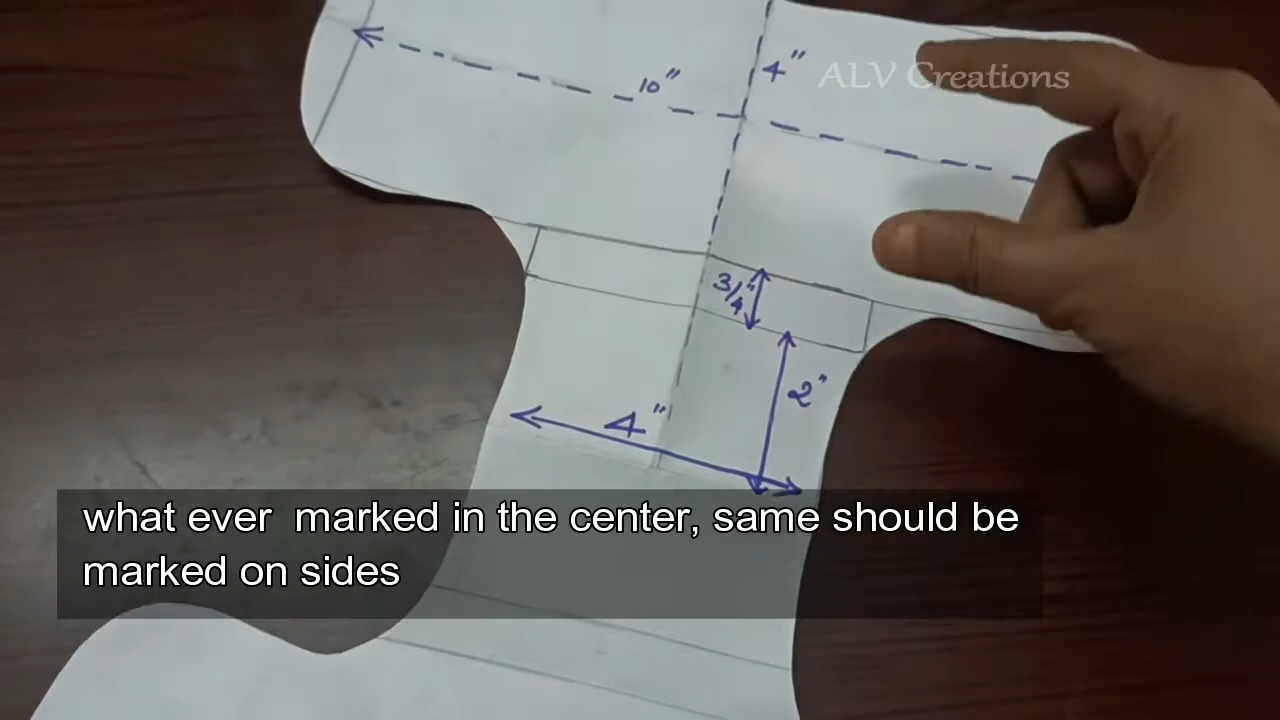 10"
4"
ALV Creations
3/4"
2"
4"
what ever  marked in the center, same should be
marked on sides